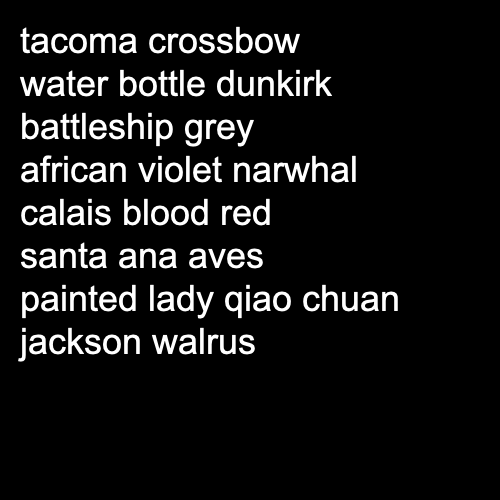 tacoma crossbow
water bottle dunkirk
battleship grey
african violet narwhal
calais blood red
santa ana aves
painted lady qiao chuan
jackson walrus